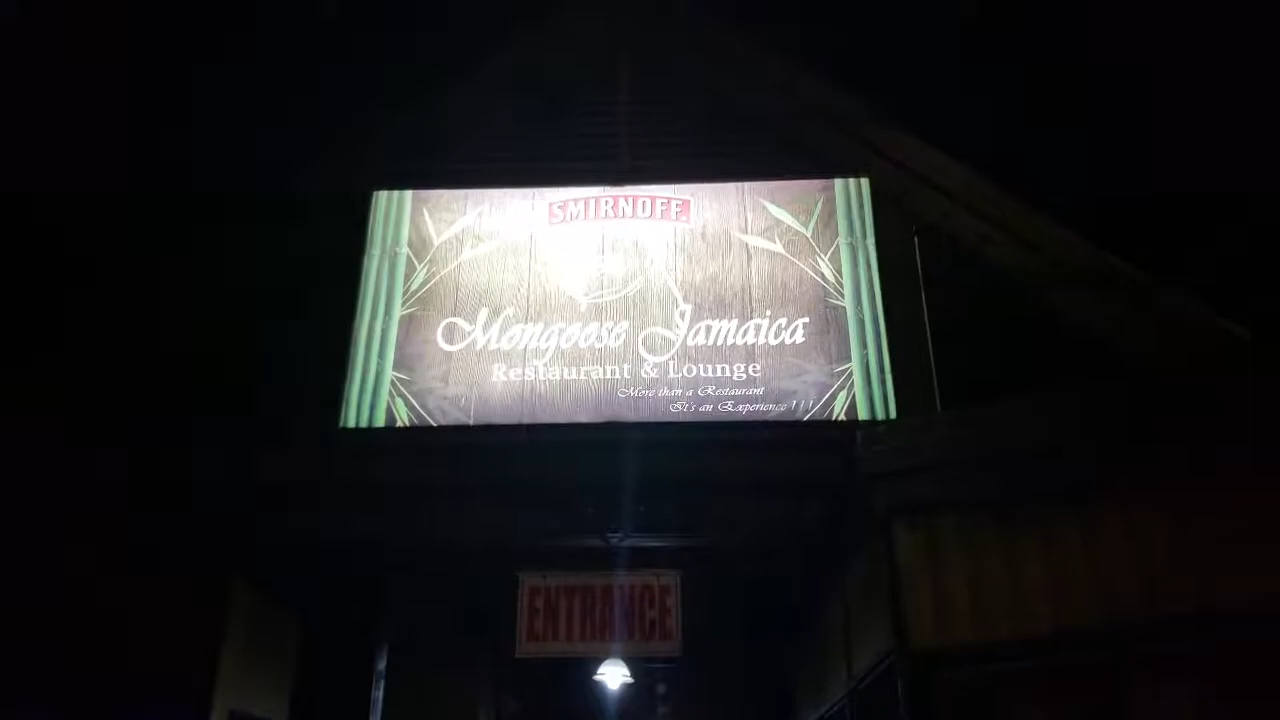 SMIRNOFF.
Mongoose Jamaica
Restaurant & Lounge
More than a Restaurant
It's an Experience !!!
ENTRANCE